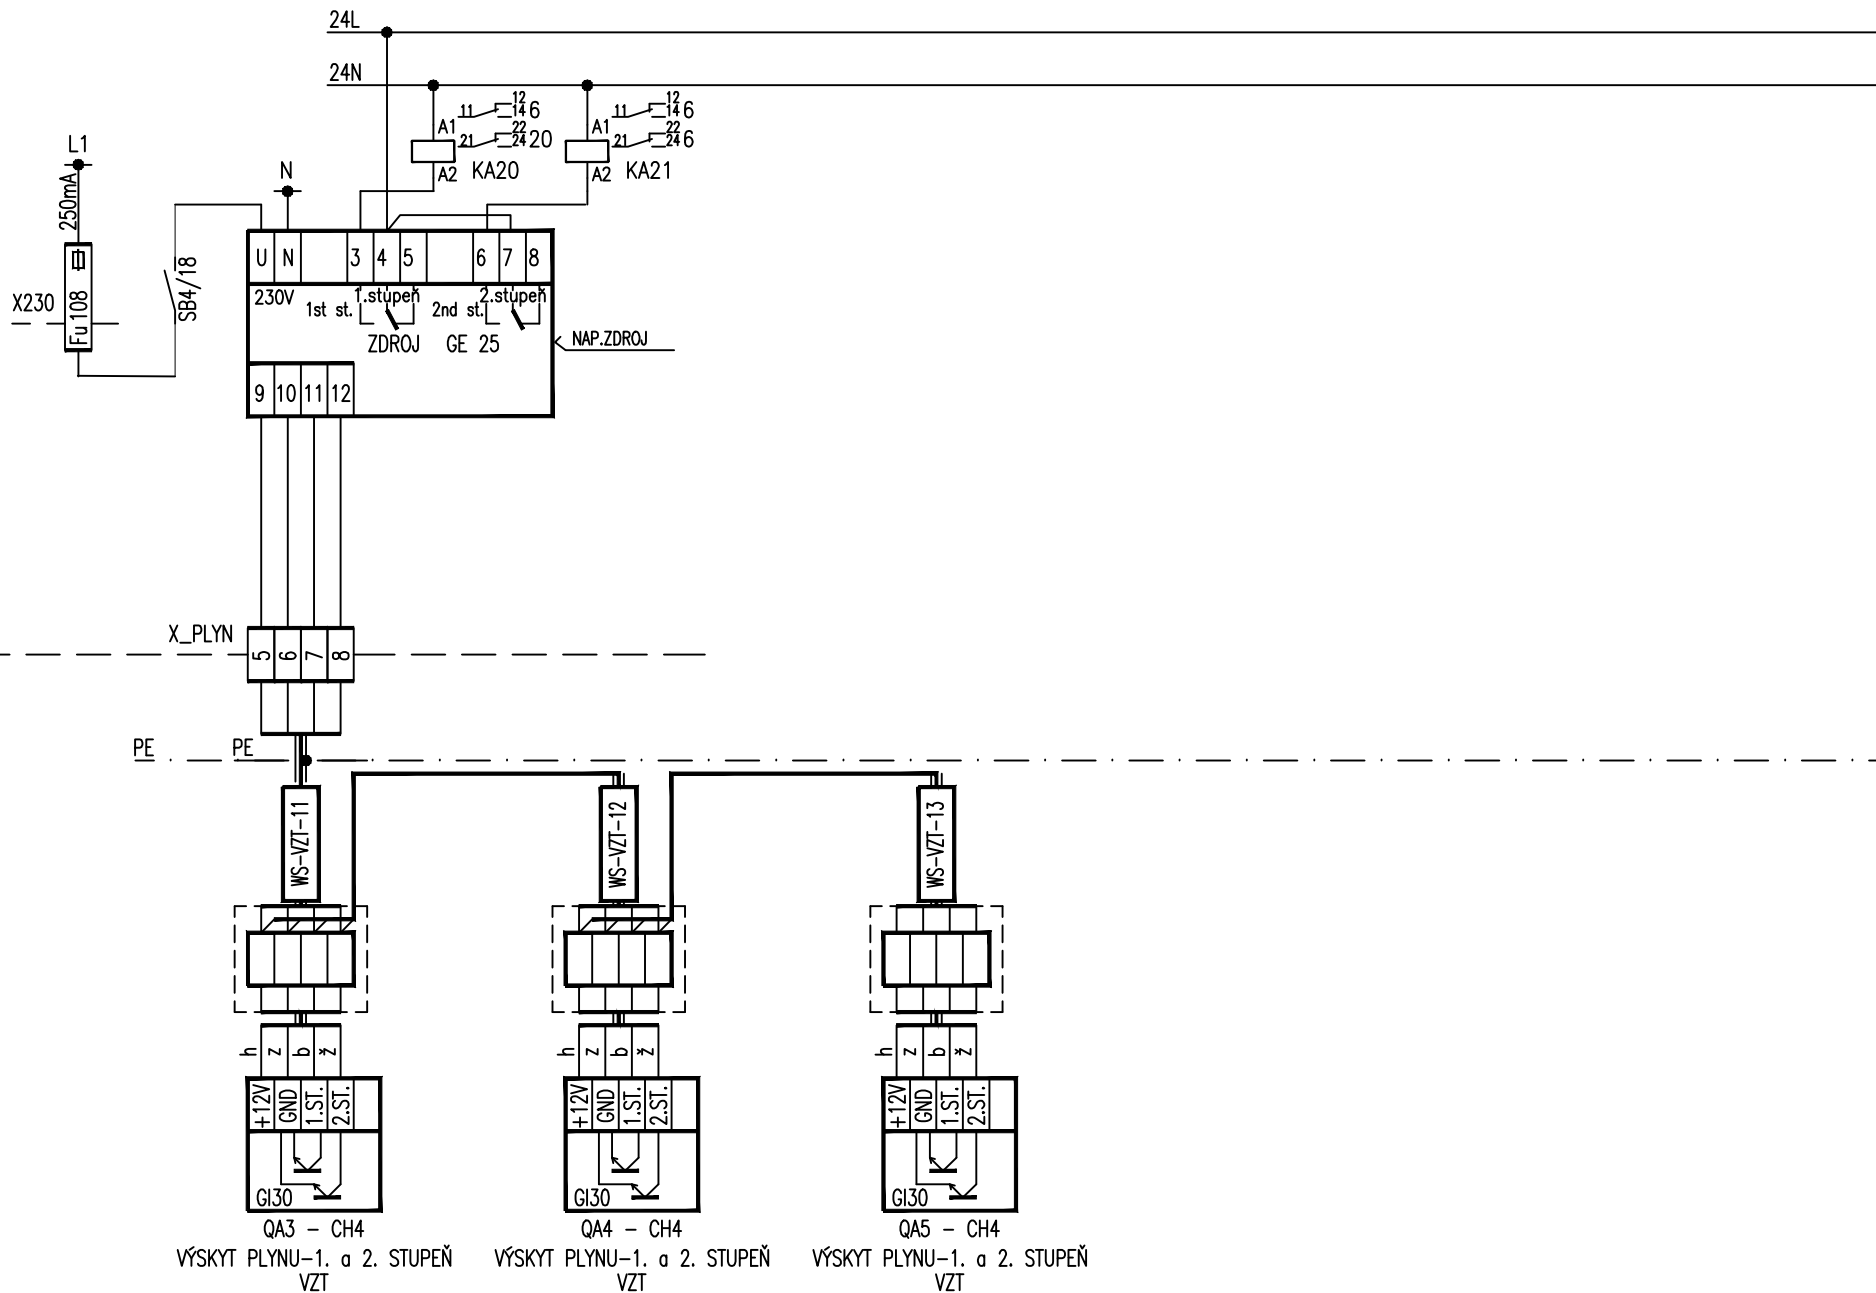 24L
24N
11 12 14 6
A1 21 22 24 20
A2 KA20
11 12 14 6
A1 21 22 24 6
A2 KA21
L1
250mA
N
X230
Fu108
SB4/18
U N 3 4 5 6 7 8
230V 1.stupeň 2.stupeň
1st st. 2nd st.
ZDROJ GE 25
NAP.ZDROJ
9 10 11 12
X_PLYN
5 6 7 8
PE PE
WS-VZT-11 WS-VZT-12 WS-VZT-13
h z b ž h z b ž h z b ž
+12V GND 1.ST. 2.ST. +12V GND 1.ST. 2.ST. +12V GND 1.ST. 2.ST.
GI30 GI30 GI30
QA3 - CH4 QA4 - CH4 QA5 - CH4
VÝSKYT PLYNU-1. a 2. STUPEŇ VÝSKYT PLYNU-1. a 2. STUPEŇ VÝSKYT PLYNU-1. a 2. STUPEŇ
VZT VZT VZT